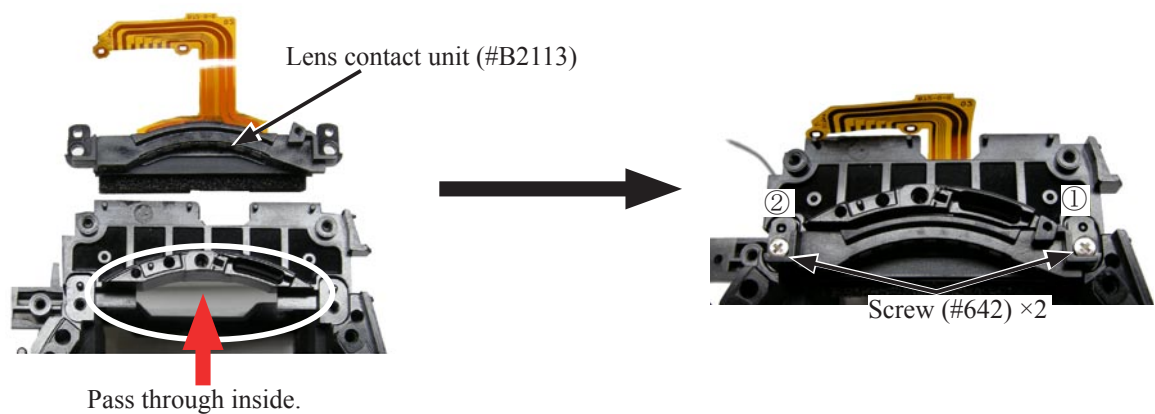 Lens contact unit (#B2113)
② ①
Screw (#642) ×2
Pass through inside.